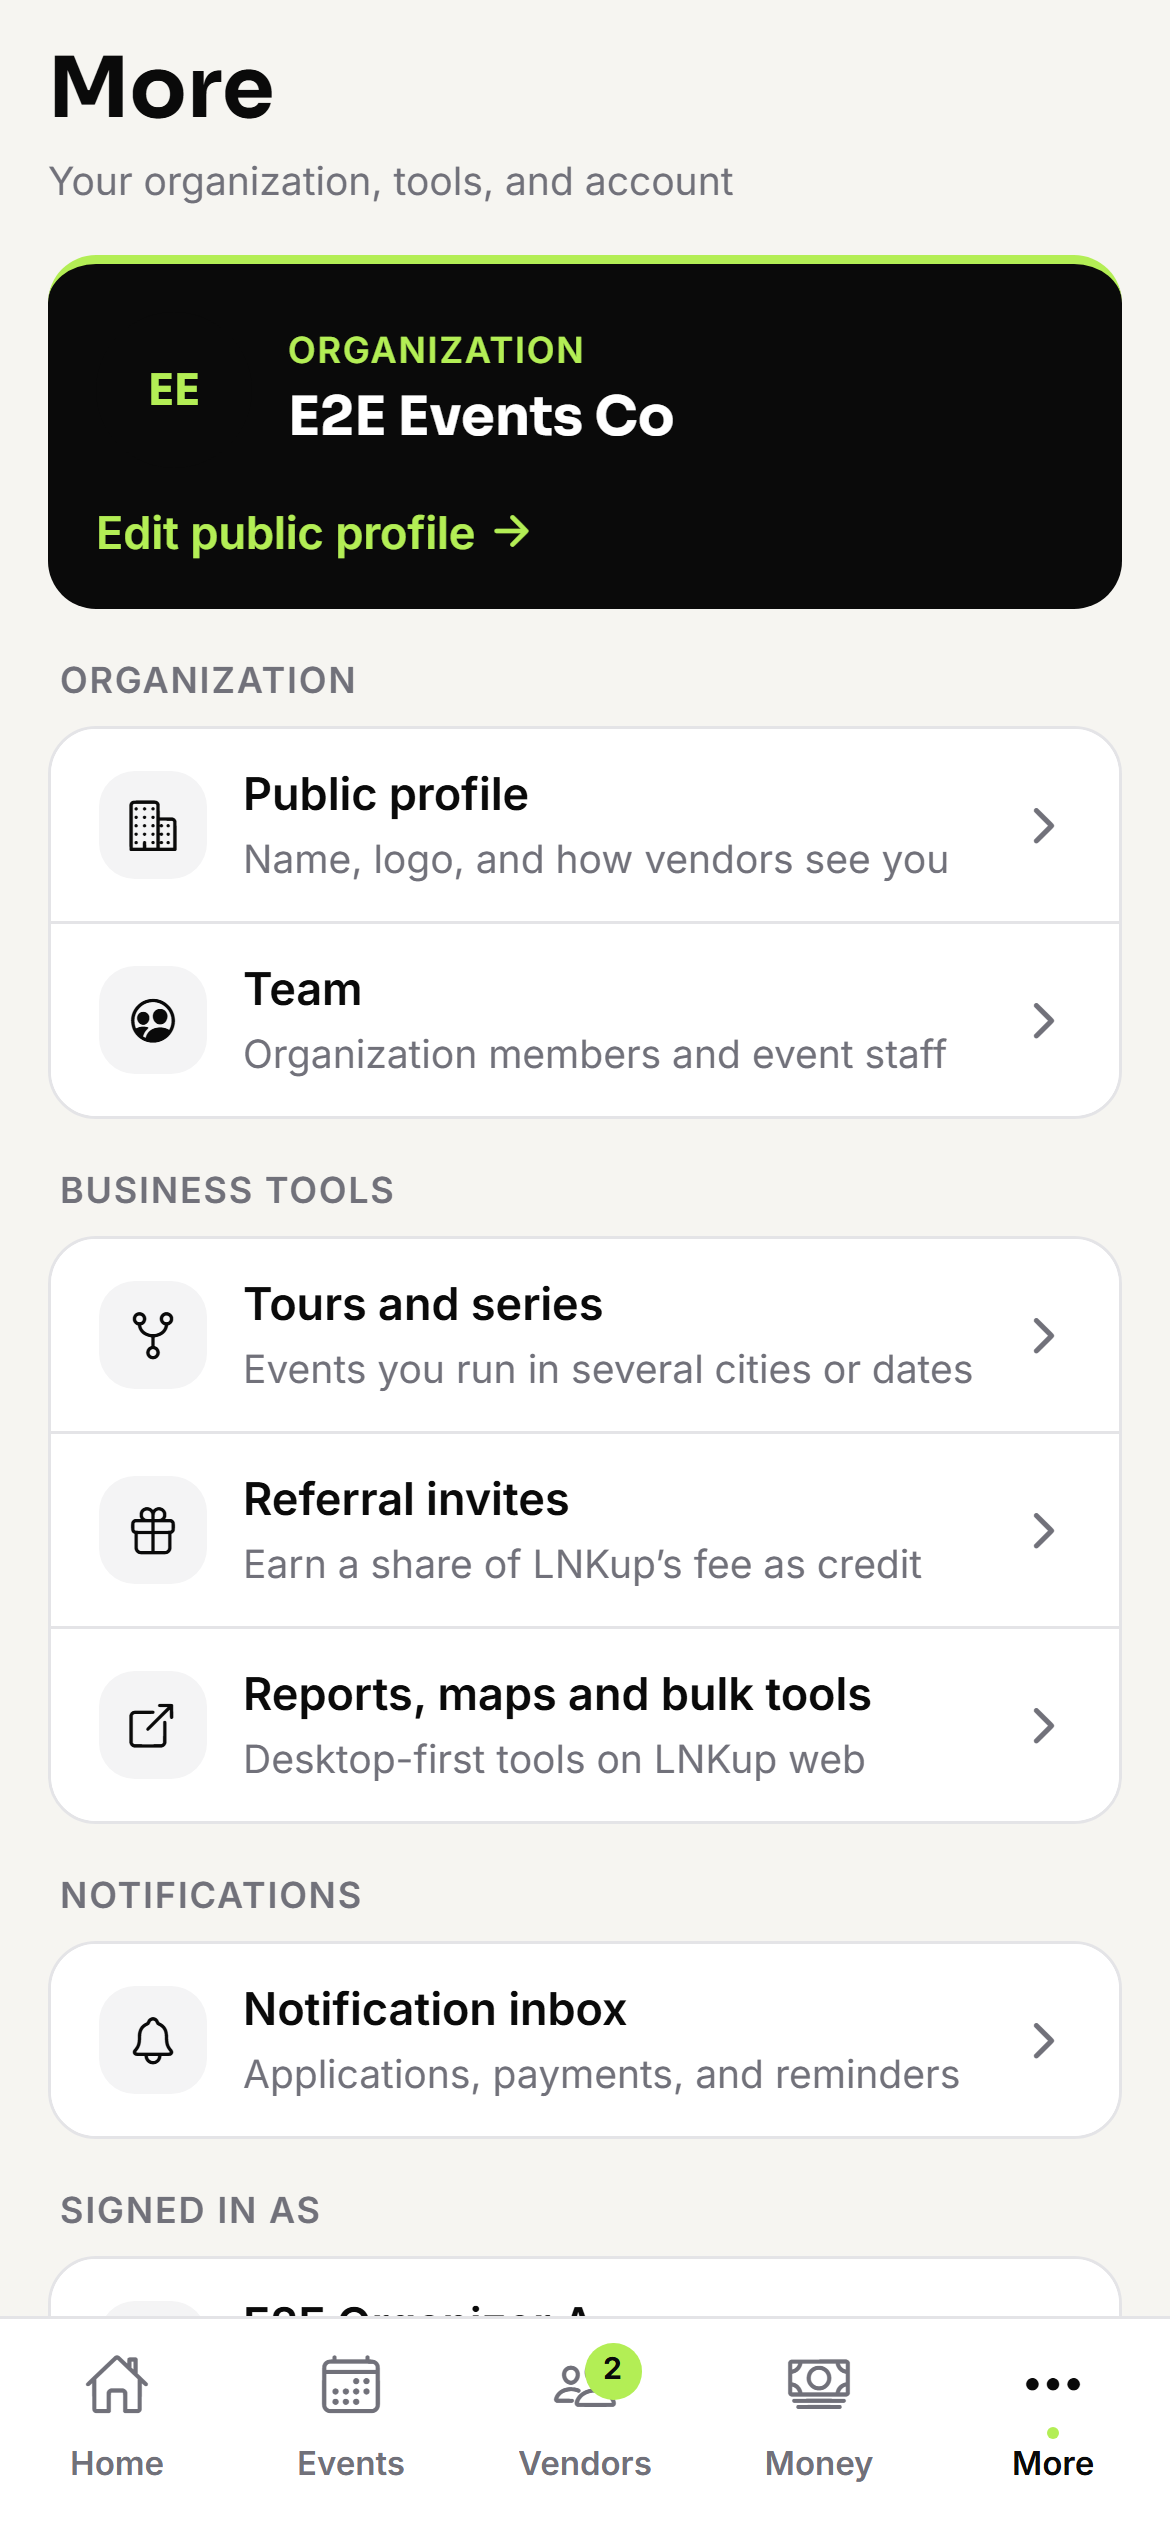 More
Your organization, tools, and account
EE
ORGANIZATION
E2E Events Co
Edit public profile →
ORGANIZATION
Public profile
Name, logo, and how vendors see you
Team
Organization members and event staff
BUSINESS TOOLS
Tours and series
Events you run in several cities or dates
Referral invites
Earn a share of LNKup’s fee as credit
Reports, maps and bulk tools
Desktop-first tools on LNKup web
NOTIFICATIONS
Notification inbox
Applications, payments, and reminders
SIGNED IN AS
E2E Organizer A
2
Home
Events
Vendors
Money
More